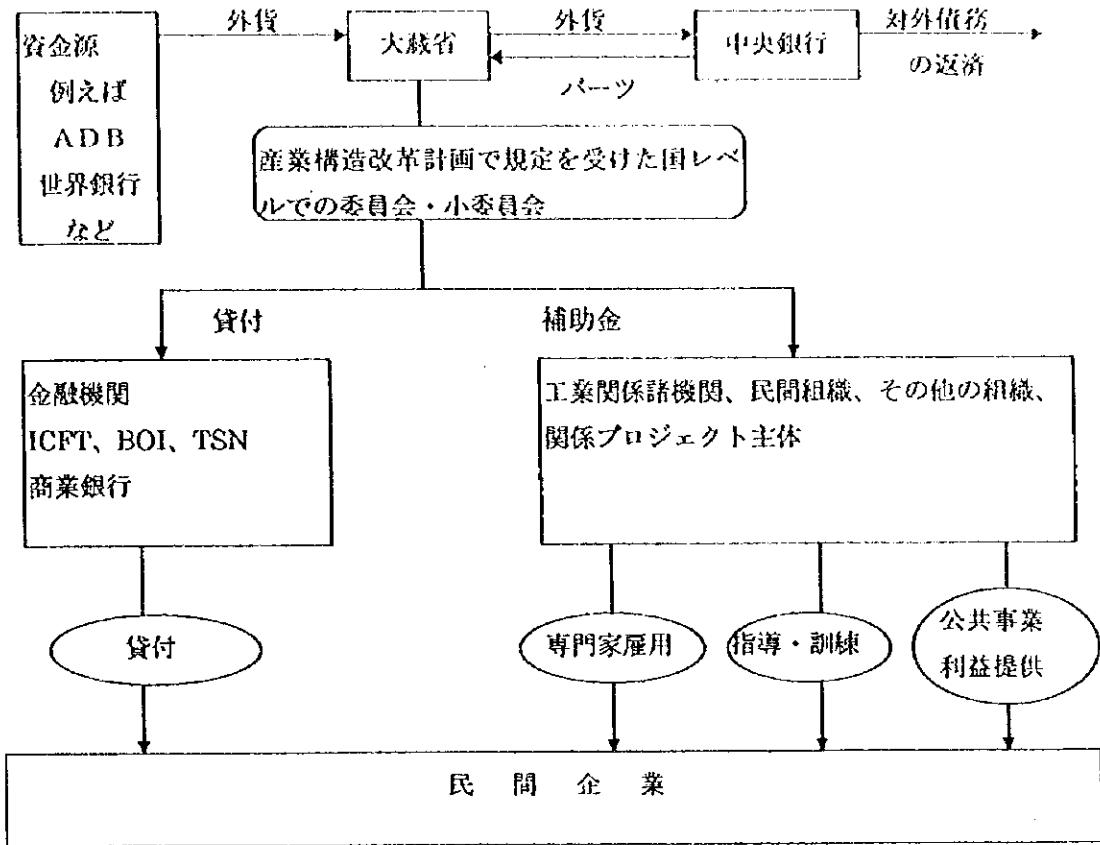 資金源
例えば
ADB
世界銀行
など
外貨
大蔵省
外貨
バーツ
中央銀行
対外債務
の返済
産業構造改革計画で規定を受けた国レベ
ルでの委員会・小委員会
貸付
補助金
金融機関
ICFT、BOI、TSN
商業銀行
工業関係諸機関、民間組織、その他の組織、
関係プロジェクト主体
貸付
専門家雇用
指導・訓練
公共事業
利益提供
民間企業